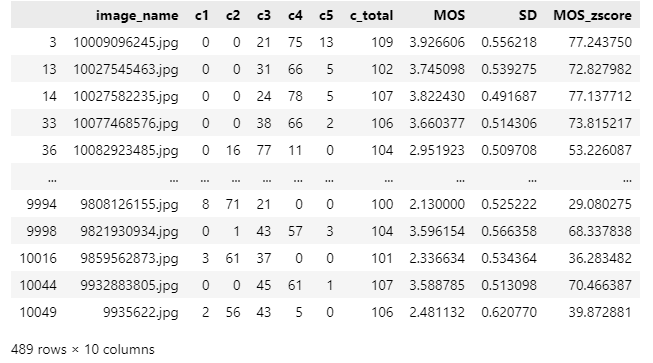 image_name c1 c2 c3 c4 c5 c_total MOS SD MOS_zscore
3 10009096245.jpg 0 0 21 75 13 109 3.926606 0.556218 77.243750
13 10027545463.jpg 0 0 31 66 5 102 3.745098 0.539275 72.827982
14 10027582235.jpg 0 0 24 78 5 107 3.822430 0.491687 77.137712
33 10077468576.jpg 0 0 38 66 2 106 3.660377 0.514306 73.815217
36 10082923485.jpg 0 16 77 11 0 104 2.951923 0.509708 53.226087
... ... ... ... ... ... ... ... ... ... ...
9994 9808126155.jpg 8 71 21 0 0 100 2.130000 0.525222 29.080275
9998 9821930934.jpg 0 1 43 57 3 104 3.596154 0.566358 68.337838
10016 9859562873.jpg 3 61 37 0 0 101 2.336634 0.534364 36.283482
10044 9932883805.jpg 0 0 45 61 1 107 3.588785 0.513098 70.466387
10049 9935622.jpg 2 56 43 5 0 106 2.481132 0.620770 39.872881
489 rows × 10 columns